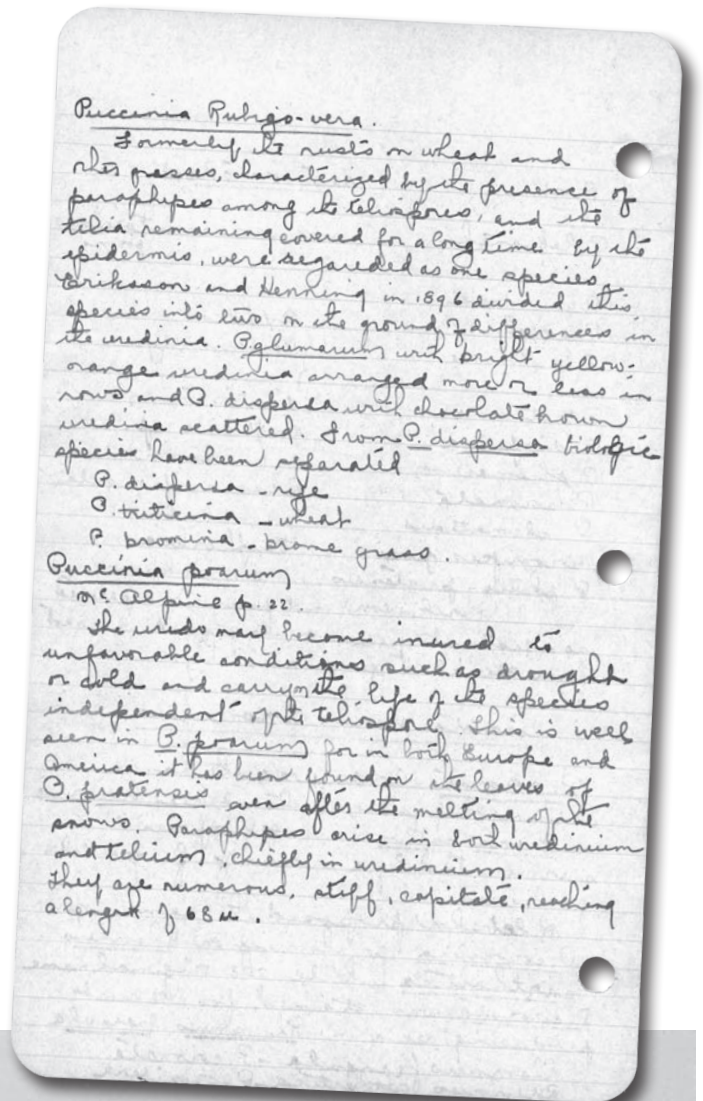 Puccinia Rubigo-vera.
Formerly the rusts on wheat and
other grasses, characterized by the presence of
paraphyses among the teliospores, and the
telia remaining covered for a long time by the
epidermis, were regarded as one species.
Eriksson and Henning in 1896 divided this
species into two on the ground of differences in
the uredinia. P. glumarum with bright yellow-
orange uredinia arranged more or less in
rows and P. dispersa with chocolate brown
uredinia scattered. From P. dispersa biologic
species have been separated
P. dispersa - rye
P. triticina - wheat
P. bromina - brome grass.
Puccinia poarum
Mc Alpine p. 22.
The uredo may become inured to
unfavorable conditions such as drought
or cold and carry on the life of the species
independent of the teliospore. This is well
seen in P. poarum for in both Europe and
America it has been found on the leaves of
P. pratensis even after the melting of the
snows. Paraphyses arise in both uredinium
and telium, chiefly in uredinium.
They are numerous, stiff, capitate, reaching
a length of 68 u.